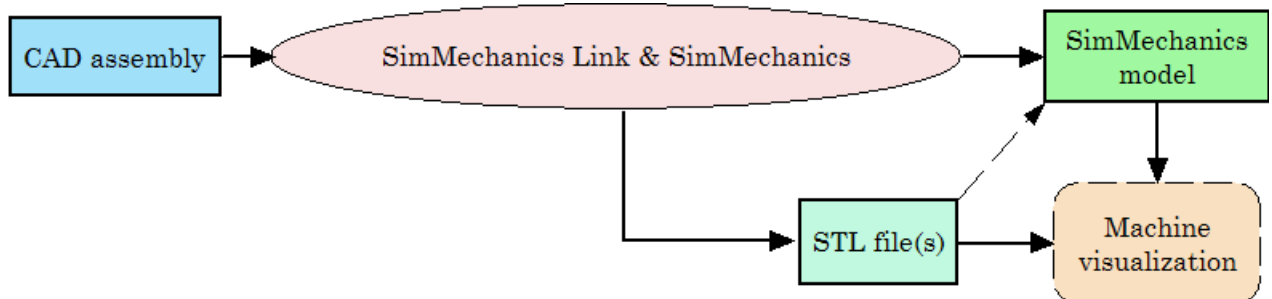 CAD assembly
SimMechanics Link & SimMechanics
SimMechanics
model
STL file(s)
Machine
visualization